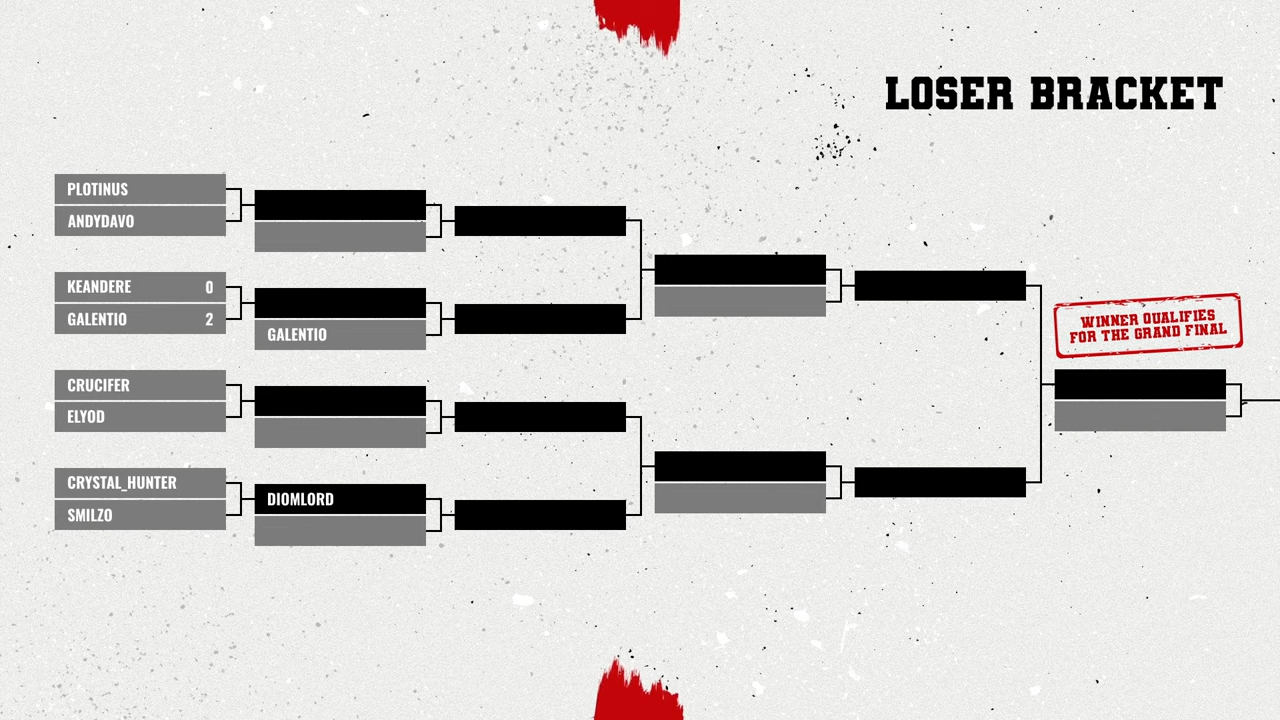 LOSER BRACKET
PLOTINUS
ANDYDAVO
KEANDERE 0
GALENTIO 2
GALENTIO
CRUCIFER
ELYOD
CRYSTAL_HUNTER
SMILZO
DIOMLORD
WINNER QUALIFIES
FOR THE GRAND FINAL